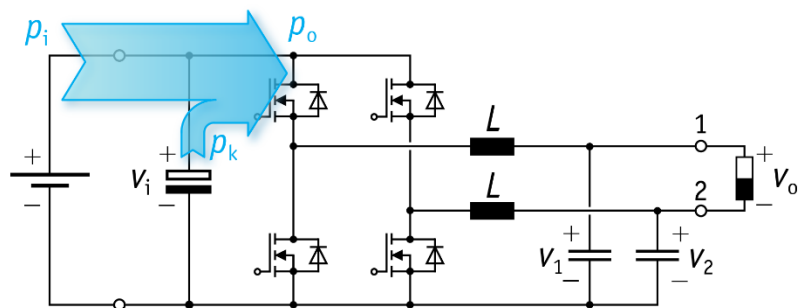 pi po
pk
L 1
L 2
+ + +
Vi Vo
− − −
+ +
V1 V2
− −